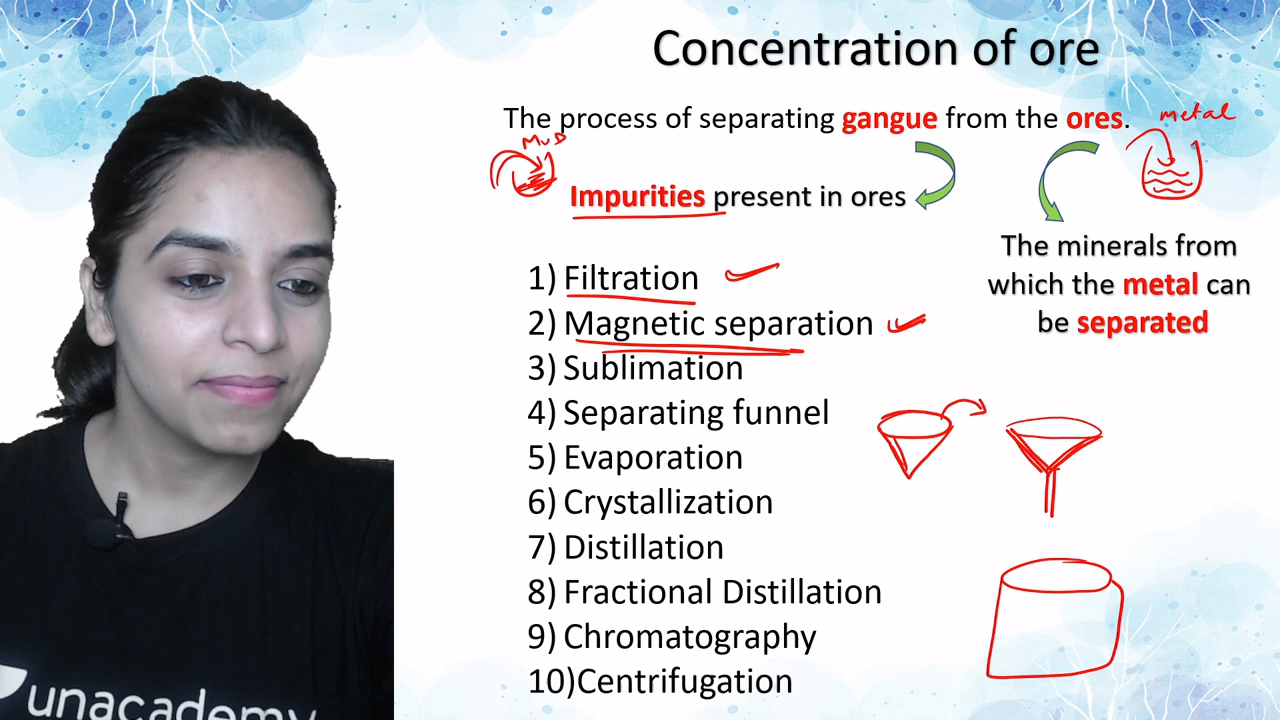 Concentration of ore
The process of separating gangue from the ores.
metal
MUD
Impurities present in ores
The minerals from
which the metal can
be separated
1) Filtration
2) Magnetic separation
3) Sublimation
4) Separating funnel
5) Evaporation
6) Crystallization
7) Distillation
8) Fractional Distillation
9) Chromatography
10)Centrifugation
unacademy